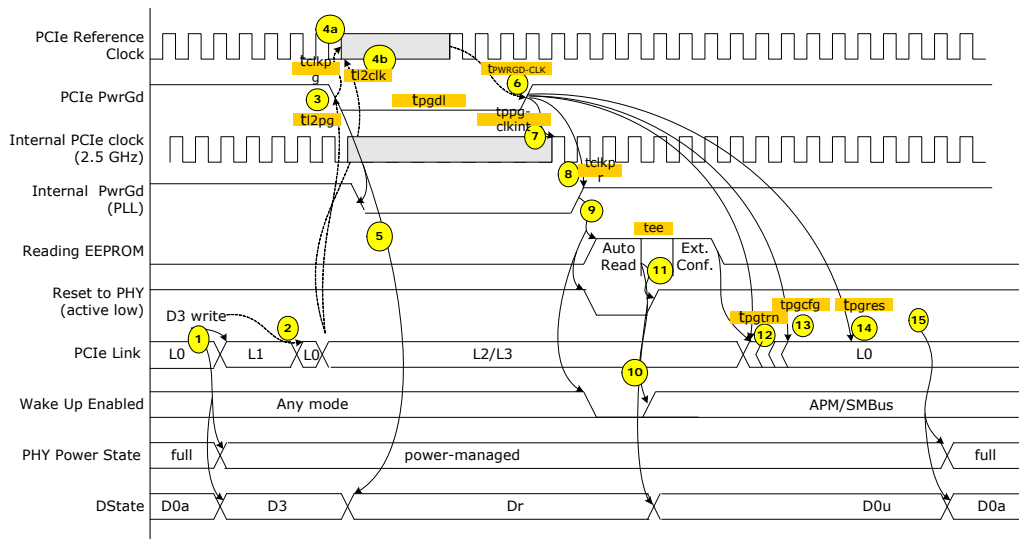 4a
PCIe Reference
Clock
4b
tclkp
g
tl2clk
tPWRGD-CLK
6
PCIe PwrGd
3
tpgdl
tl2pg
tppg-
clkint
Internal PCIe clock
(2.5 GHz)
7
8
tclkp
r
Internal PwrGd
(PLL)
9
5
tee
Reading EEPROM
Auto
Read
Ext.
Conf.
11
Reset to PHY
(active low)
D3 write
tpgtrn
tpgcfg
tpgres
1
2
12
13
14
15
PCIe Link
L0
L1
L0
L2/L3
L0
10
Wake Up Enabled
Any mode
APM/SMBus
PHY Power State
full
power-managed
full
DState
D0a
D3
Dr
D0u
D0a